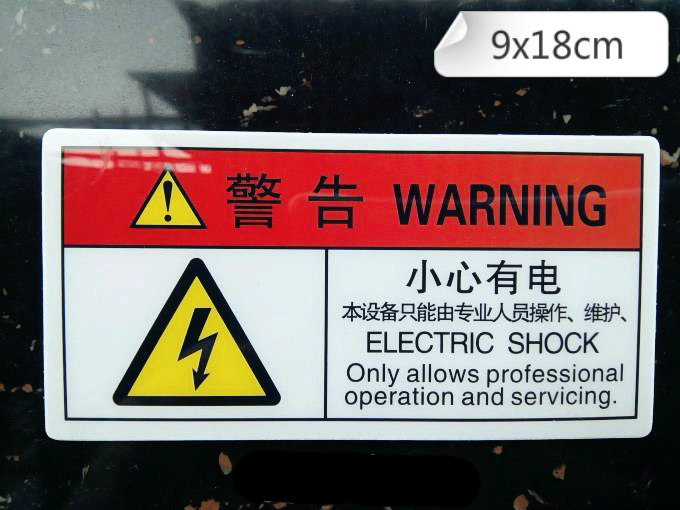 9x18cm
警告 WARNING
小心有电
本设备只能由专业人员操作、维护、
ELECTRIC SHOCK
Only allows professional
operation and servicing.